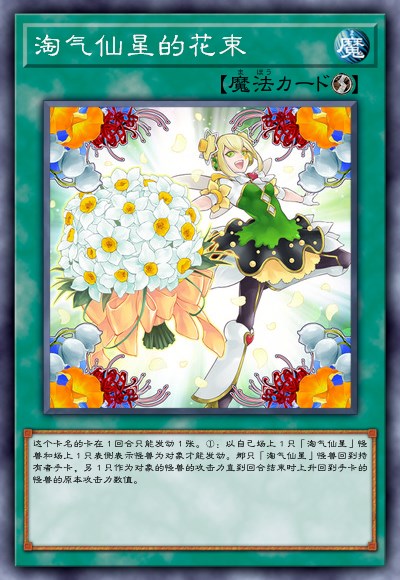 淘气仙星的花束
魔
【魔法カード】
ま ほう
这个卡名的卡在1回合只能发动1张。①：以自己场上1只「淘气仙星」怪
兽和场上1只表侧表示怪兽为对象才能发动。那只「淘气仙星」怪兽回到持
有者手卡，另1只作为对象的怪兽的攻击力直到回合结束时上升回到手卡的
怪兽的原本攻击力数值。